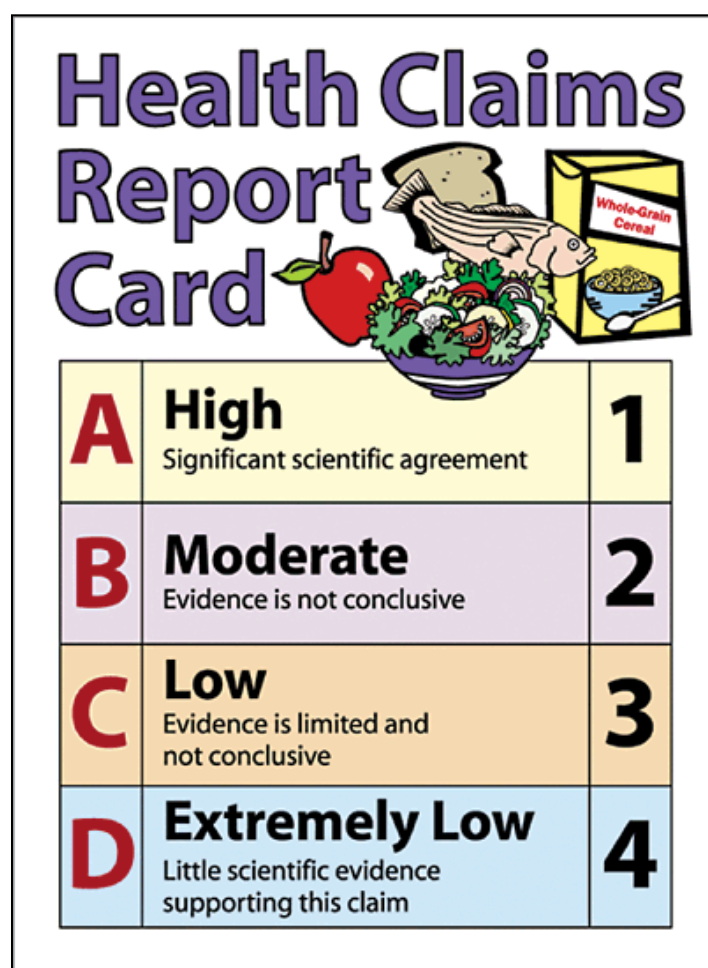 Health Claims
Report
Card
Whole-Grain
Cereal
A
High
Significant scientific agreement
1
B
Moderate
Evidence is not conclusive
2
C
Low
Evidence is limited and
not conclusive
3
D
Extremely Low
Little scientific evidence
supporting this claim
4